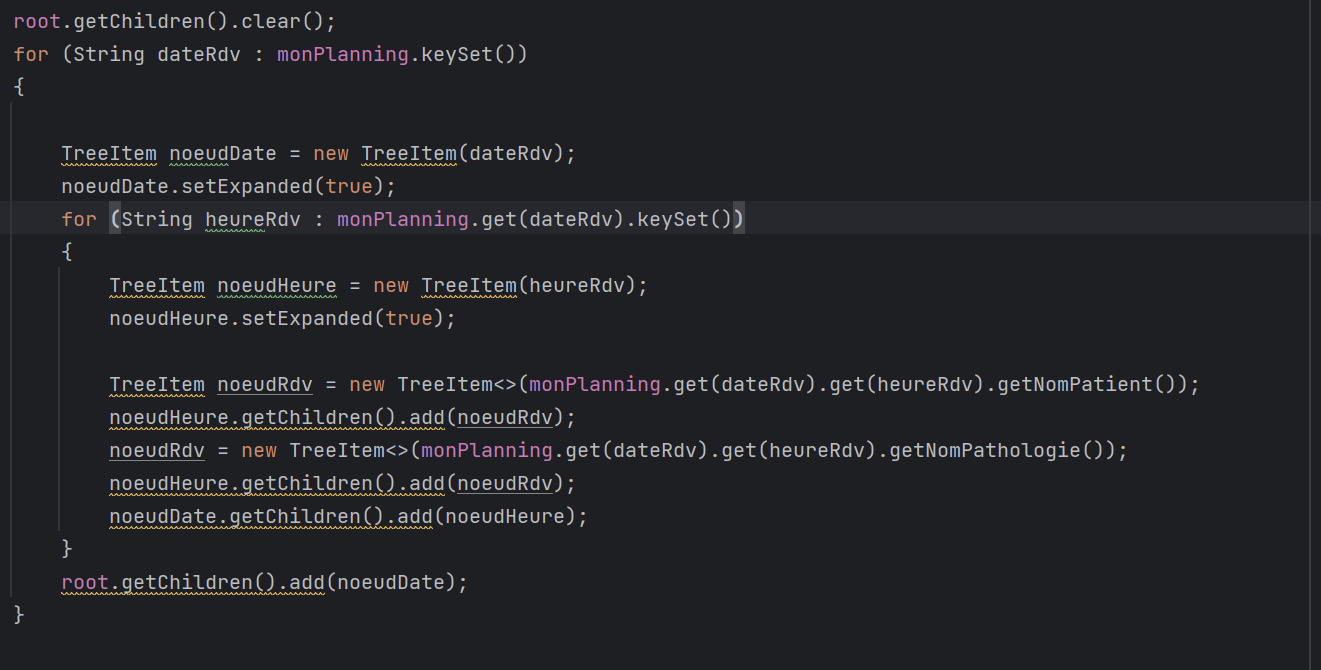 root.getChildren().clear();
for (String dateRdv : monPlanning.keySet())
{
TreeItem noeudDate = new TreeItem(dateRdv);
noeudDate.setExpanded(true);
for (String heureRdv : monPlanning.get(dateRdv).keySet())
{
TreeItem noeudHeure = new TreeItem(heureRdv);
noeudHeure.setExpanded(true);
TreeItem noeudRdv = new TreeItem<>(monPlanning.get(dateRdv).get(heureRdv).getNomPatient());
noeudHeure.getChildren().add(noeudRdv);
noeudRdv = new TreeItem<>(monPlanning.get(dateRdv).get(heureRdv).getNomPathologie());
noeudHeure.getChildren().add(noeudRdv);
noeudDate.getChildren().add(noeudHeure);
}
root.getChildren().add(noeudDate);
}